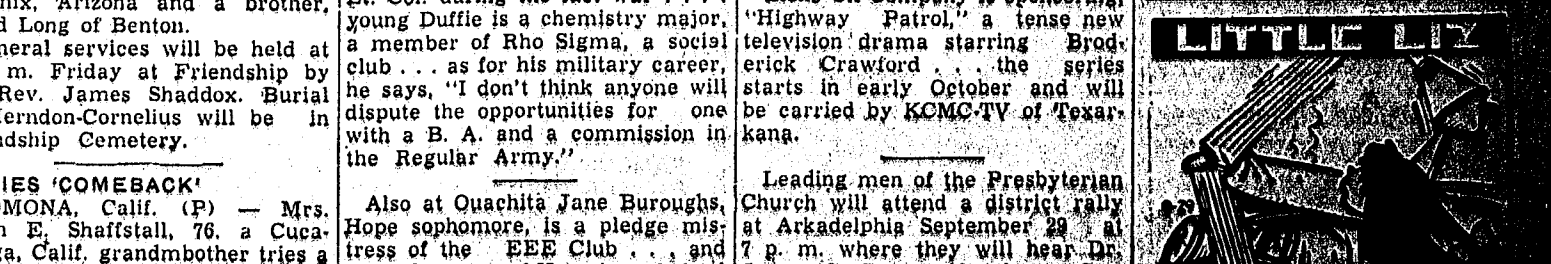 nix, Arizona and a brother,
d Long of Benton.
neral services will be held at
m. Friday at Friendship by
Rev. James Shaddox. Burial
erndon-Cornelius will be in
ndship Cemetery.
IES 'COMEBACK'
MONA, Calif. (P) — Mrs.
E. Shaffstall, 76. a Cuca-
ga, Calif. grandmbother tries a
young Duffie is a chemistry major,
a member of Rho Sigma, a social
club . . . as for his military career,
he says, "I don't think anyone will
dispute the opportunities for one
with a B. A. and a commission in
the Regular Army."
Also at Ouachita Jane Buroughs,
Hope sophomore, is a pledge mis-
tress of the EEE Club . . , and
"Highway Patrol," a tense new
television drama starring Brod-
erick Crawford . . . the series
starts in early October and will
be carried by KCMC-TV of Texar-
kana.
Leading men of the Presbyterian
Church will attend a district rally
at Arkadelphia September 29 at
7 p. m. where they will hear Dr.
LITTLE LIZ
9-29